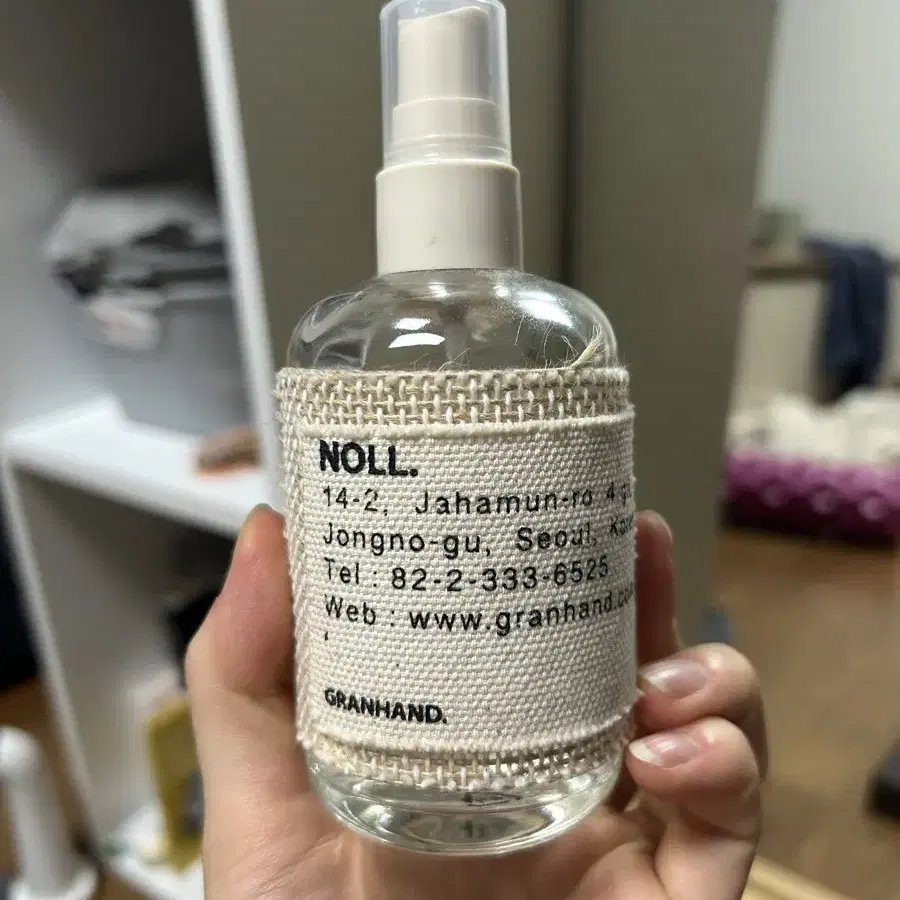 NOLL.
14-2, Jahamun-ro 4
Jongno-gu, Seoul,
Tel : 82-2-333-6525
Web : www.granhand.co
GRANHAND.